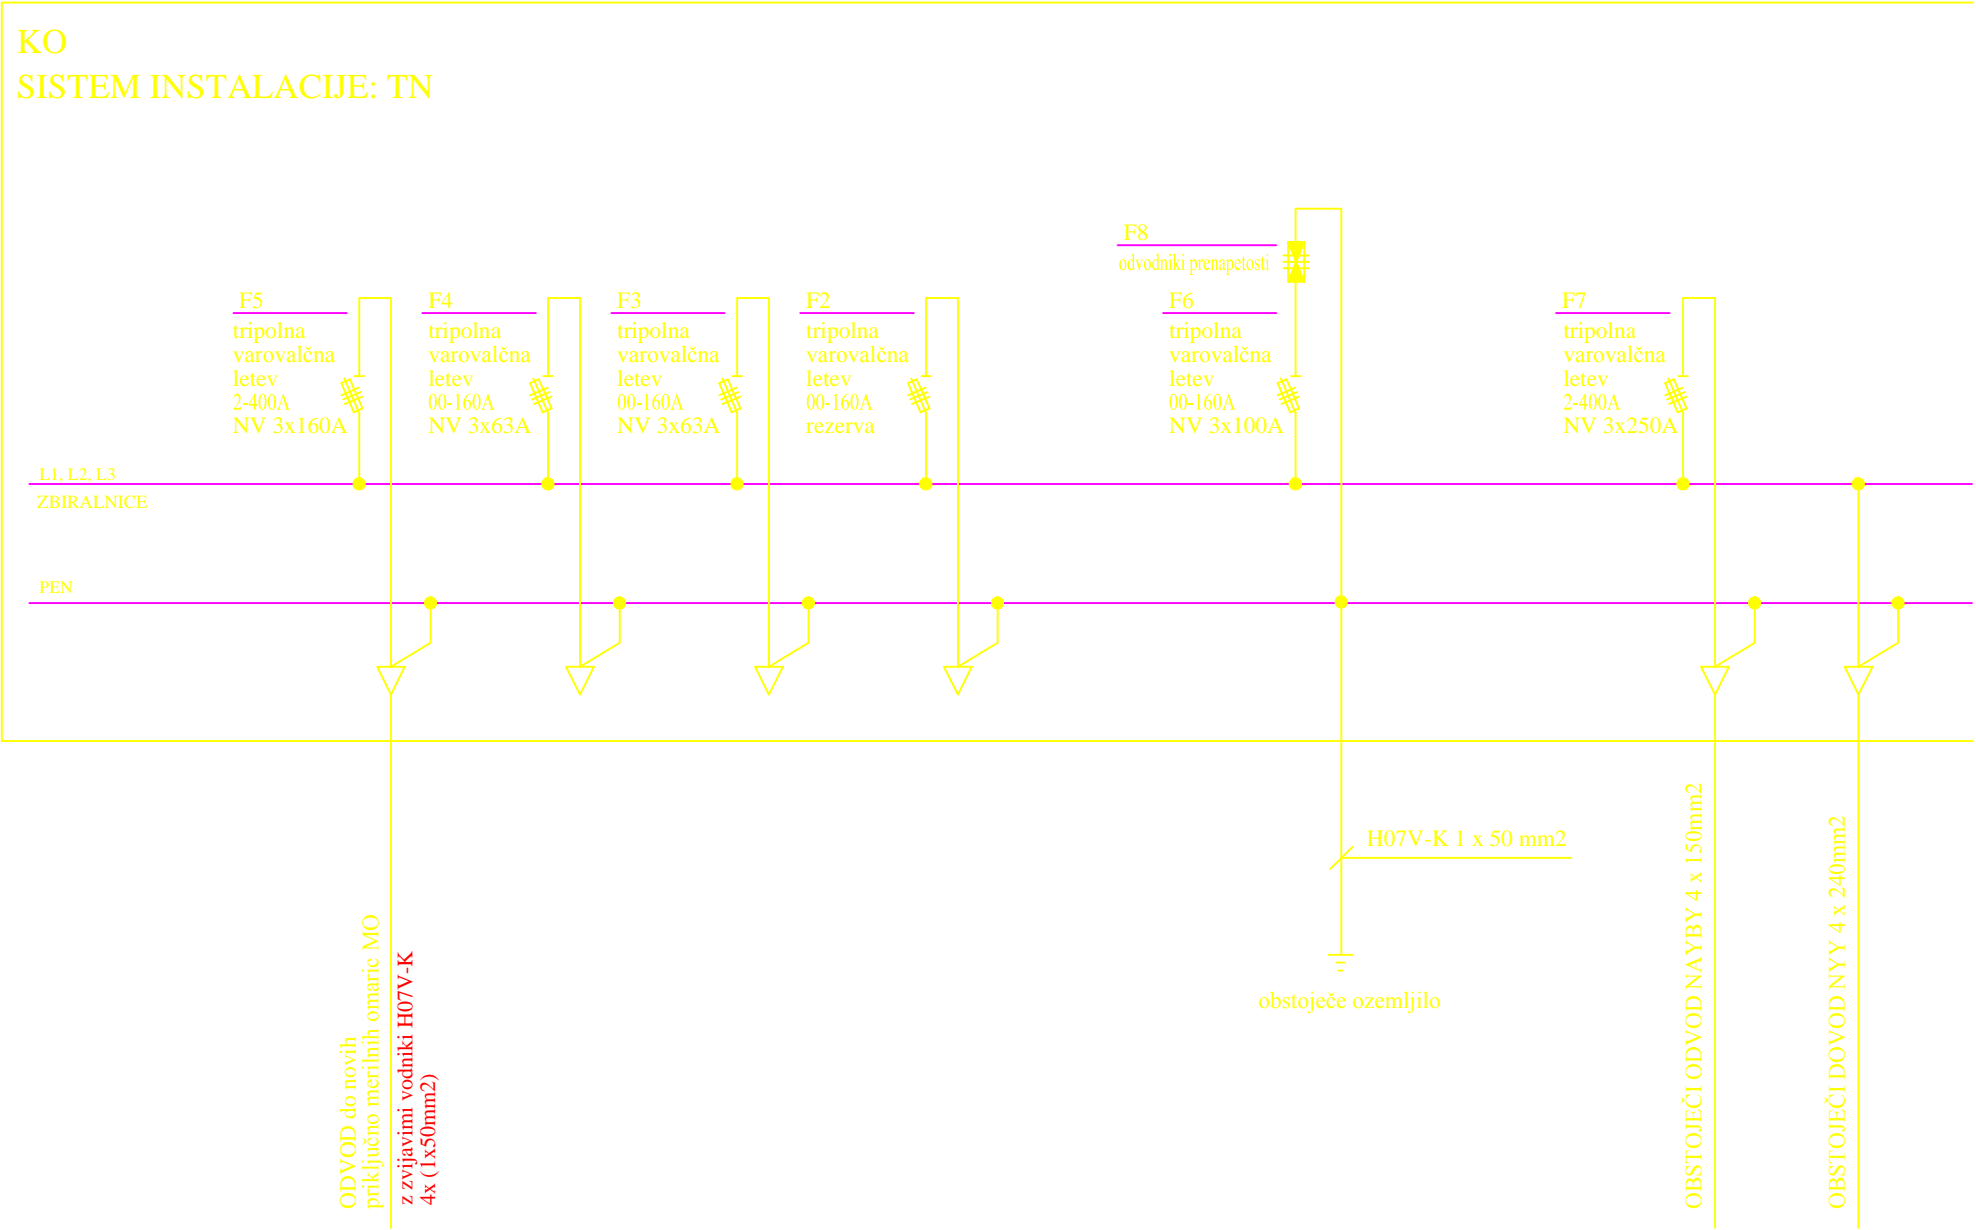 KO
SISTEM INSTALACIJE: TN
F8
odvodniki prenapetosti
F5
tripolna
varovalčna
letev
2-400A
NV 3x160A
F4
tripolna
varovalčna
letev
00-160A
NV 3x63A
F3
tripolna
varovalčna
letev
00-160A
NV 3x63A
F2
tripolna
varovalčna
letev
00-160A
rezerva
F6
tripolna
varovalčna
letev
00-160A
NV 3x100A
F7
tripolna
varovalčna
letev
2-400A
NV 3x250A
L1, L2, L3
ZBIRALNICE
PEN
ODVOD do novih
priključno merilnih omaric MO
z zvijavimi vodniki H07V-K
4x (1x50mm2)
H07V-K 1 x 50 mm2
obstoječe ozemljilo
OBSTOJEČI ODVOD NAYBY 4 x 150mm2
OBSTOJEČI DOVOD NYY 4 x 240mm2